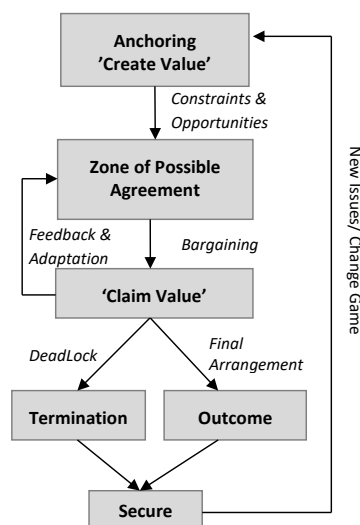 Anchoring
’Create Value’
Constraints &
Opportunities
Zone of Possible
Agreement
Feedback &
Adaptation
Bargaining
‘Claim Value’
DeadLock
Final
Arrangement
Termination
Outcome
Secure
New Issues/ Change Game